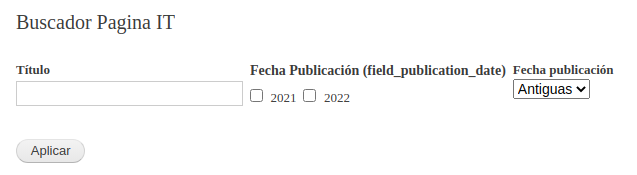 Buscador Pagina IT
Título Fecha Publicación (field_publication_date) Fecha publicación
2021 2022 Antiguas
Aplicar